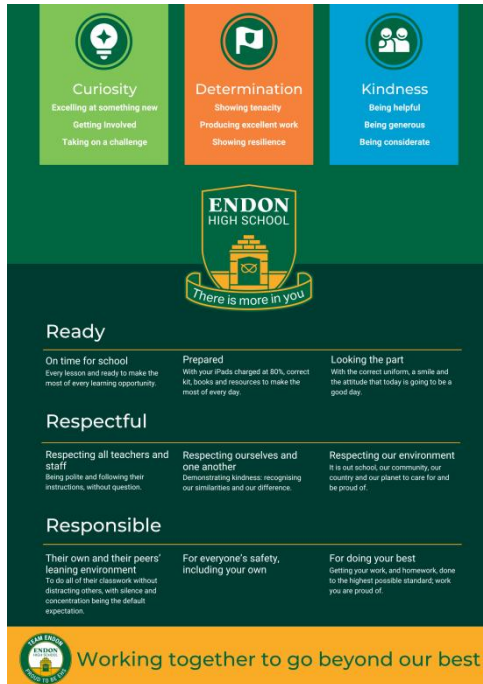 Curiosity
Excelling at something new
Getting Involved
Taking on a challenge
Determination
Showing tenacity
Producing excellent work
Showing resilience
Kindness
Being helpful
Being generous
Being considerate
ENDON
HIGH SCHOOL
There is more in you
Ready
On time for school
Every lesson and ready to make the
most of every learning opportunity.
Prepared
With your iPads charged at 80%, correct
kit, books and resources to make the
most of every day.
Looking the part
With the correct uniform, a smile and
the attitude that today is going to be a
good day.
Respectful
Respecting all teachers and
staff
Being polite and following their
instructions, without question.
Respecting ourselves and
one another
Demonstrating kindness: recognising
our similarities and our difference.
Respecting our environment
It is out school, our community, our
country and our planet to care for and
be proud of.
Responsible
Their own and their peers'
leaning environment
To do all of their classwork without
distracting others, with silence and
concentration being the default
expectation.
For everyone's safety,
including your own
For doing your best
Getting your work, and homework, done
to the highest possible standard; work
you are proud of.
TEAM ENDON
ENDON
HIGH SCHOOL
PROUD TO BE EHS
Working together to go beyond our best